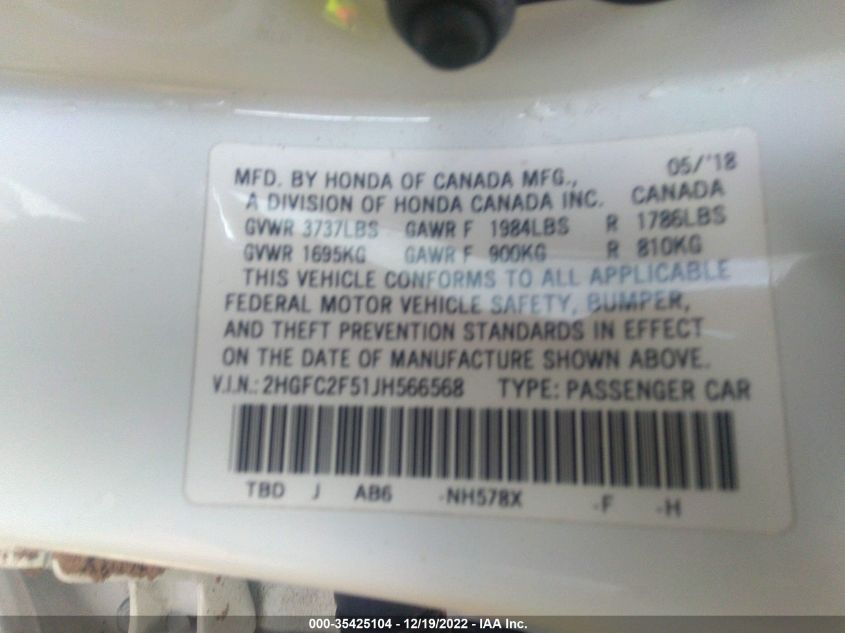 MFD. BY HONDA OF CANADA MFG., 05/'18
A DIVISION OF HONDA CANADA INC. CANADA
GVWR 3737LBS GAWR F 1984LBS R 1786LBS
GVWR 1695KG GAWR F 900KG R 810KG
THIS VEHICLE CONFORMS TO ALL APPLICABLE
FEDERAL MOTOR VEHICLE SAFETY, BUMPER,
AND THEFT PREVENTION STANDARDS IN EFFECT
ON THE DATE OF MANUFACTURE SHOWN ABOVE.
V.I.N.: 2HGFC2F51JH566568 TYPE: PASSENGER CAR
TBD J AB6 -NH578X -F -H
000-35425104 - 12/19/2022 - IAA Inc.